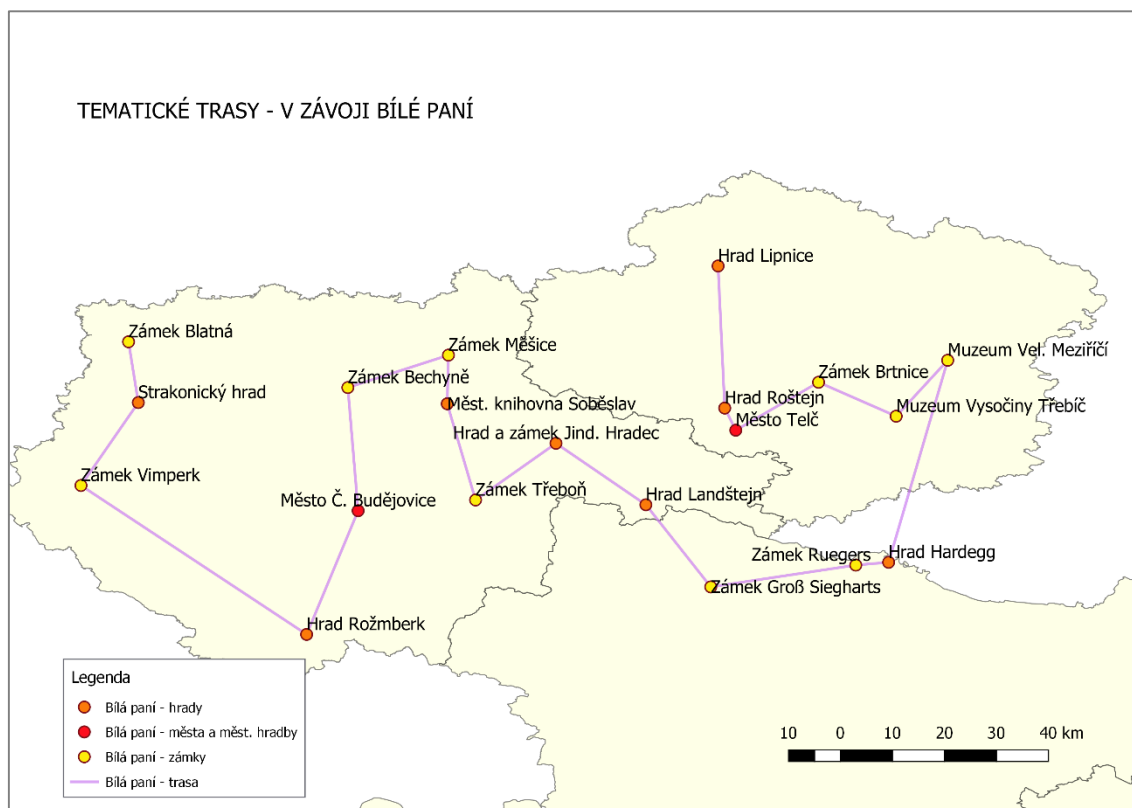 TEMATICKÉ TRASY - V ZÁVOJI BÍLÉ PANÍ
Hrad Lipnice
Zámek Blatná
Zámek Měšice
Muzeum Vel. Meziříčí
Zámek Bechyně
Zámek Brtnice
Strakonický hrad
Měst. knihovna Soběslav
Hrad Roštejn
Muzeum Vysočiny Třebíč
Město Telč
Hrad a zámek Jind. Hradec
Zámek Vimperk
Město Č. Budějovice
Zámek Třeboň
Hrad Landštejn
Zámek Ruegers
Hrad Hardegg
Zámek Groß Siegharts
Hrad Rožmberk
Legenda
Bílá paní - hrady
Bílá paní - města a měst. hradby
Bílá paní - zámky
Bílá paní - trasa
10 0 10 20 30 40 km